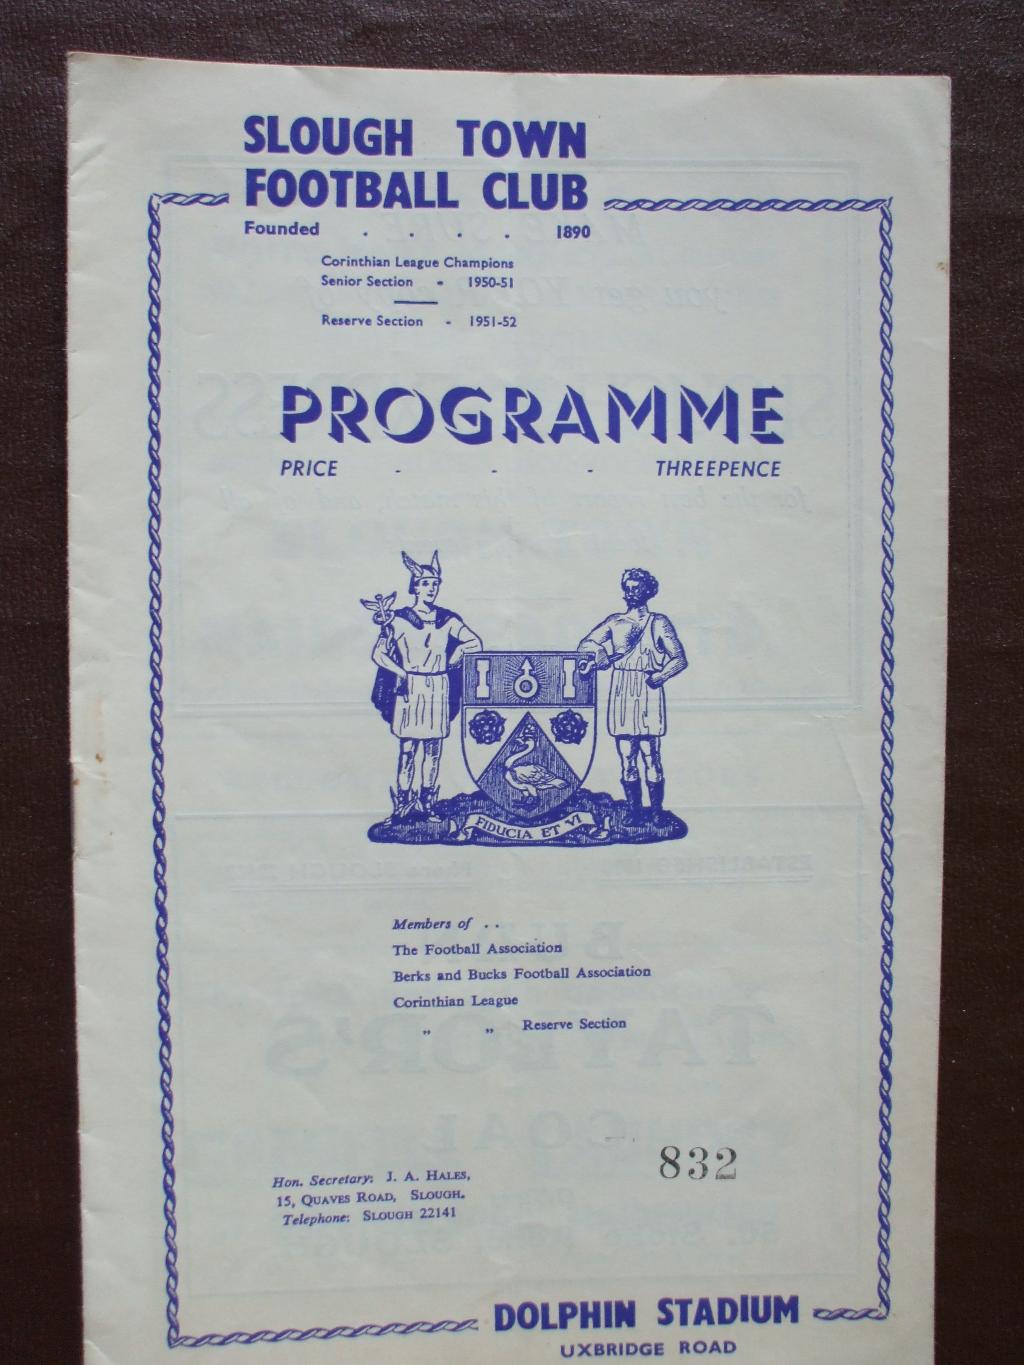 SLOUGH TOWN
FOOTBALL CLUB
Founded . . . . 1890
Corinthian League Champions
Senior Section - 1950-51
Reserve Section - 1951-52
PROGRAMME
PRICE - - - THREEPENCE
FIDUCIA ET VI
Members of . .
The Football Association
Berks and Bucks Football Association
Corinthian League
„ „ Reserve Section
832
Hon. Secretary: J. A. HALES,
15, QUAVES ROAD, SLOUGH.
Telephone: SLOUGH 22141
DOLPHIN STADIUM
UXBRIDGE ROAD